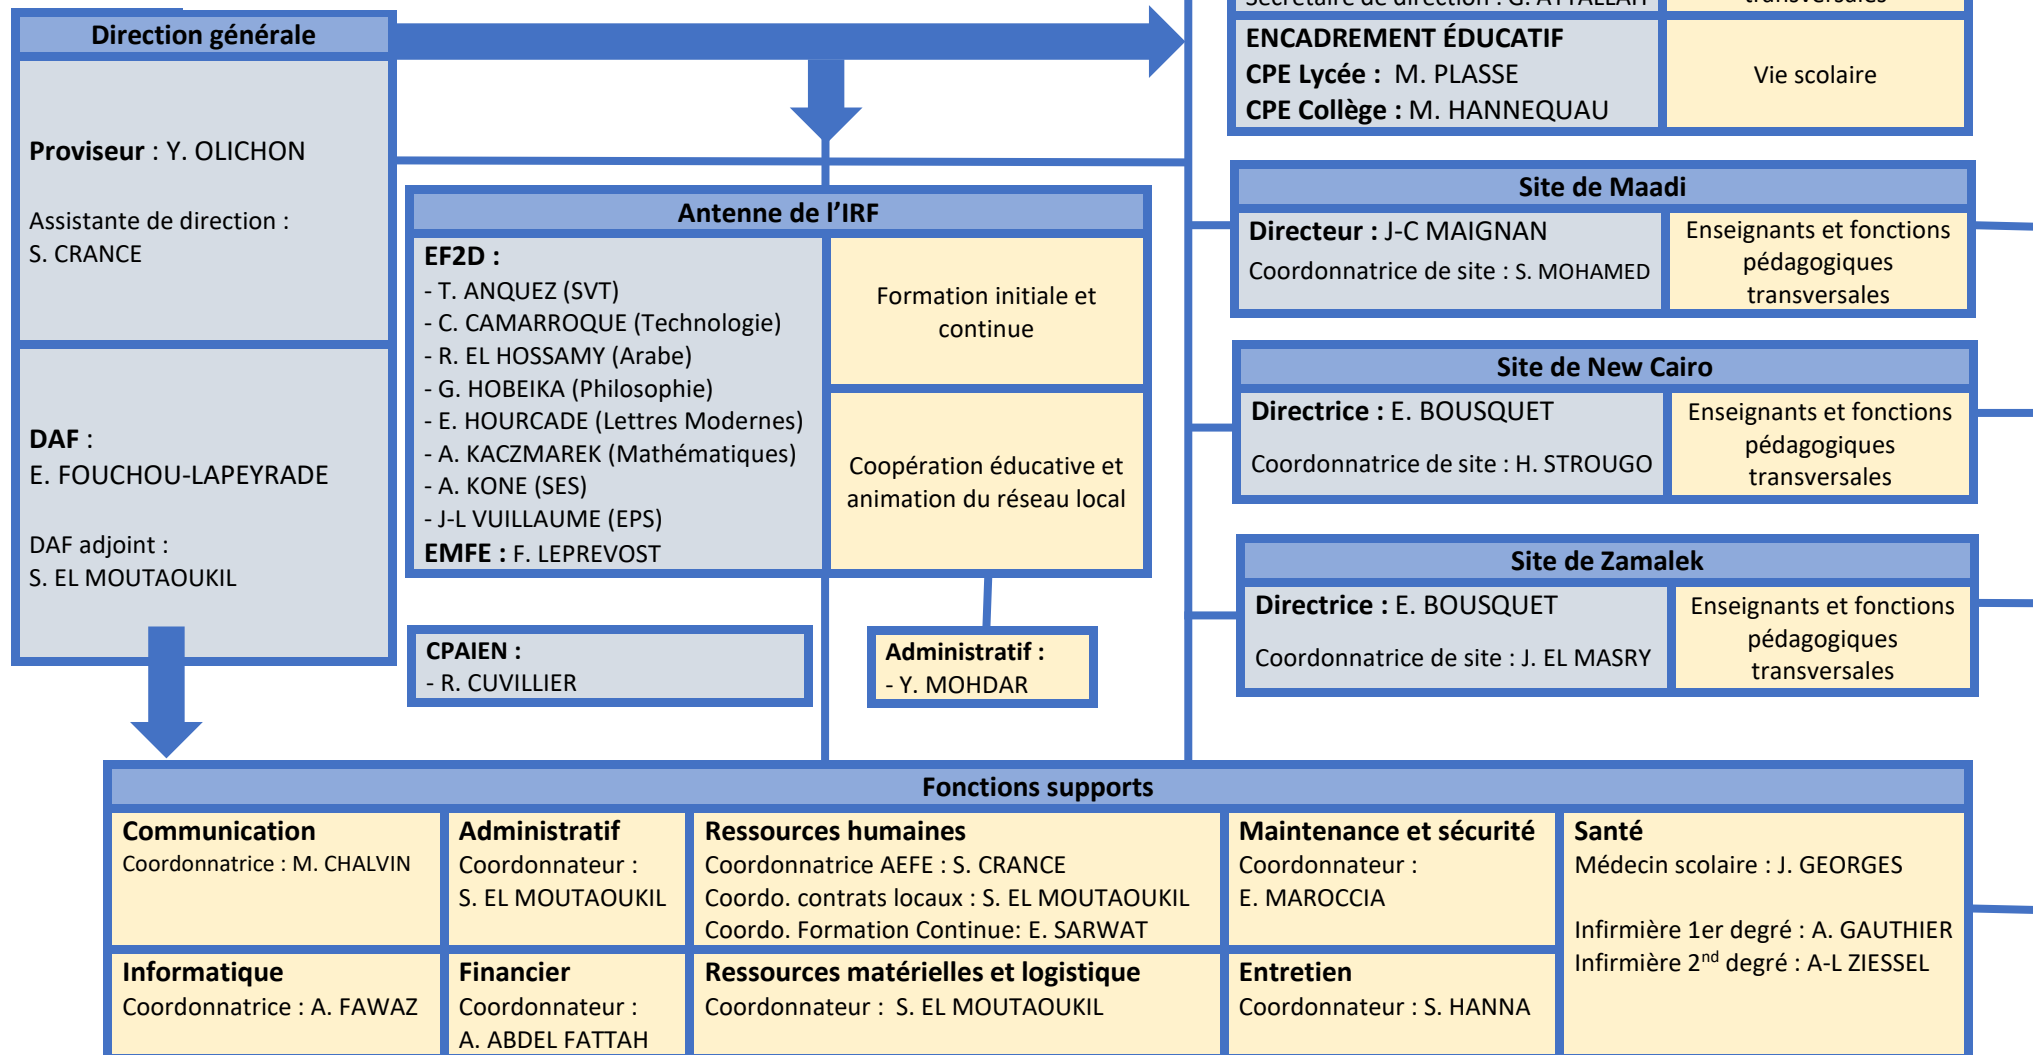 Direction générale
Proviseur : Y. OLICHON
Assistante de direction :
S. CRANCE
DAF :
E. FOUCHOU-LAPEYRADE
DAF adjoint :
S. EL MOUTAOUKIL
Antenne de l'IRF
EF2D :
- T. ANQUEZ (SVT)
- C. CAMARROQUE (Technologie)
- R. EL HOSSAMY (Arabe)
- G. HOBEIKA (Philosophie)
- E. HOURCADE (Lettres Modernes)
- A. KACZMAREK (Mathématiques)
- A. KONE (SES)
- J-L VUILLAUME (EPS)
EMFE : F. LEPREVOST
Formation initiale et
continue
Coopération éducative et
animation du réseau local
CPAIEN :
- R. CUVILLIER
Administratif :
- Y. MOHDAR
Secrétaire de direction : G. ATTALLAH
transversales
ENCADREMENT ÉDUCATIF
CPE Lycée : M. PLASSE
CPE Collège : M. HANNEQUAU
Vie scolaire
Site de Maadi
Directeur : J-C MAIGNAN
Coordonnatrice de site : S. MOHAMED
Enseignants et fonctions
pédagogiques
transversales
Site de New Cairo
Directrice : E. BOUSQUET
Coordonnatrice de site : H. STROUGO
Enseignants et fonctions
pédagogiques
transversales
Site de Zamalek
Directrice : E. BOUSQUET
Coordonnatrice de site : J. EL MASRY
Enseignants et fonctions
pédagogiques
transversales
Fonctions supports
Communication
Coordonnatrice : M. CHALVIN
Administratif
Coordonnateur :
S. EL MOUTAOUKIL
Ressources humaines
Coordonnatrice AEFE : S. CRANCE
Coordo. contrats locaux : S. EL MOUTAOUKIL
Coordo. Formation Continue: E. SARWAT
Maintenance et sécurité
Coordonnateur :
E. MAROCCIA
Santé
Médecin scolaire : J. GEORGES
Infirmière 1er degré : A. GAUTHIER
Infirmière 2nd degré : A-L ZIESSEL
Informatique
Coordonnatrice : A. FAWAZ
Financier
Coordonnateur :
A. ABDEL FATTAH
Ressources matérielles et logistique
Coordonnateur : S. EL MOUTAOUKIL
Entretien
Coordonnateur : S. HANNA